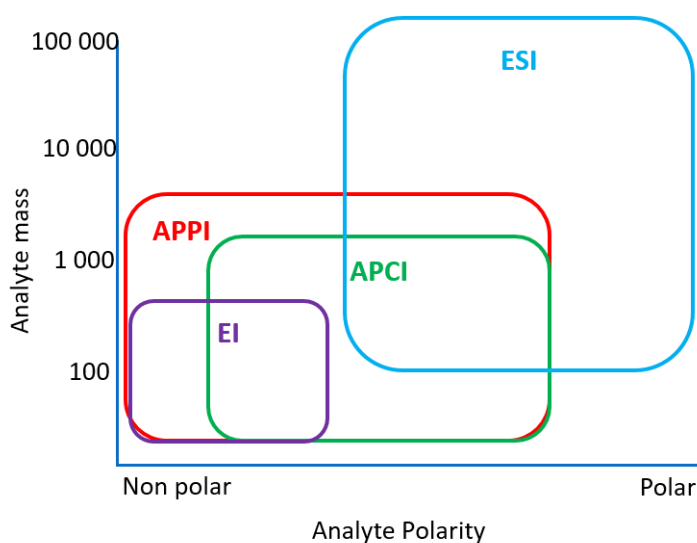 100 000
ESI
10 000
APPI
1 000
APCI
EI
100
Analyte mass
Non polar
Polar
Analyte Polarity